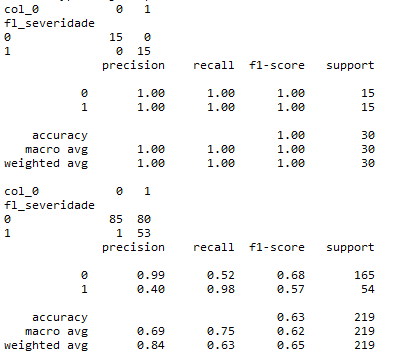 col_0 0 1
fl_severidade
0 15 0
1 0 15
precision recall f1-score support
0 1.00 1.00 1.00 15
1 1.00 1.00 1.00 15
accuracy 1.00 30
macro avg 1.00 1.00 1.00 30
weighted avg 1.00 1.00 1.00 30
col_0 0 1
fl_severidade
0 85 80
1 1 53
precision recall f1-score support
0 0.99 0.52 0.68 165
1 0.40 0.98 0.57 54
accuracy 0.63 219
macro avg 0.69 0.75 0.62 219
weighted avg 0.84 0.63 0.65 219